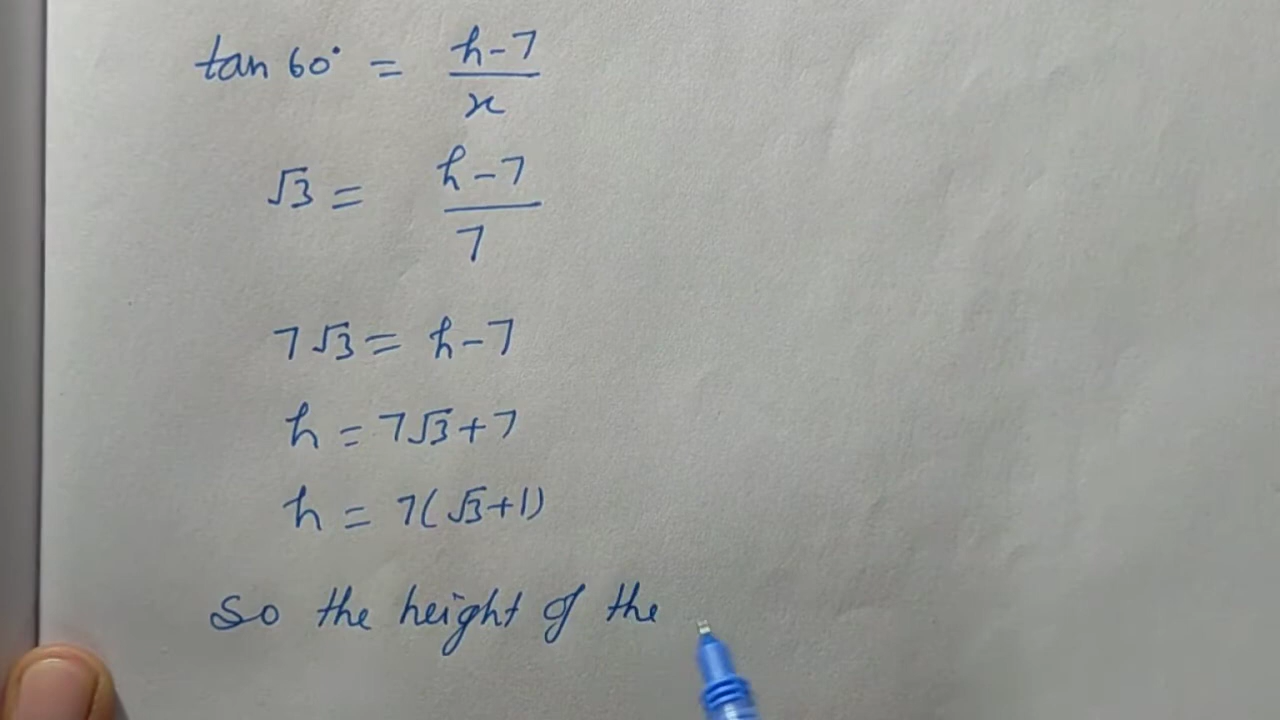 tan 60° = h-7/x
√3 = h-7/7
7√3 = h-7
h = 7√3+7
h = 7(√3+1)
So the height of the